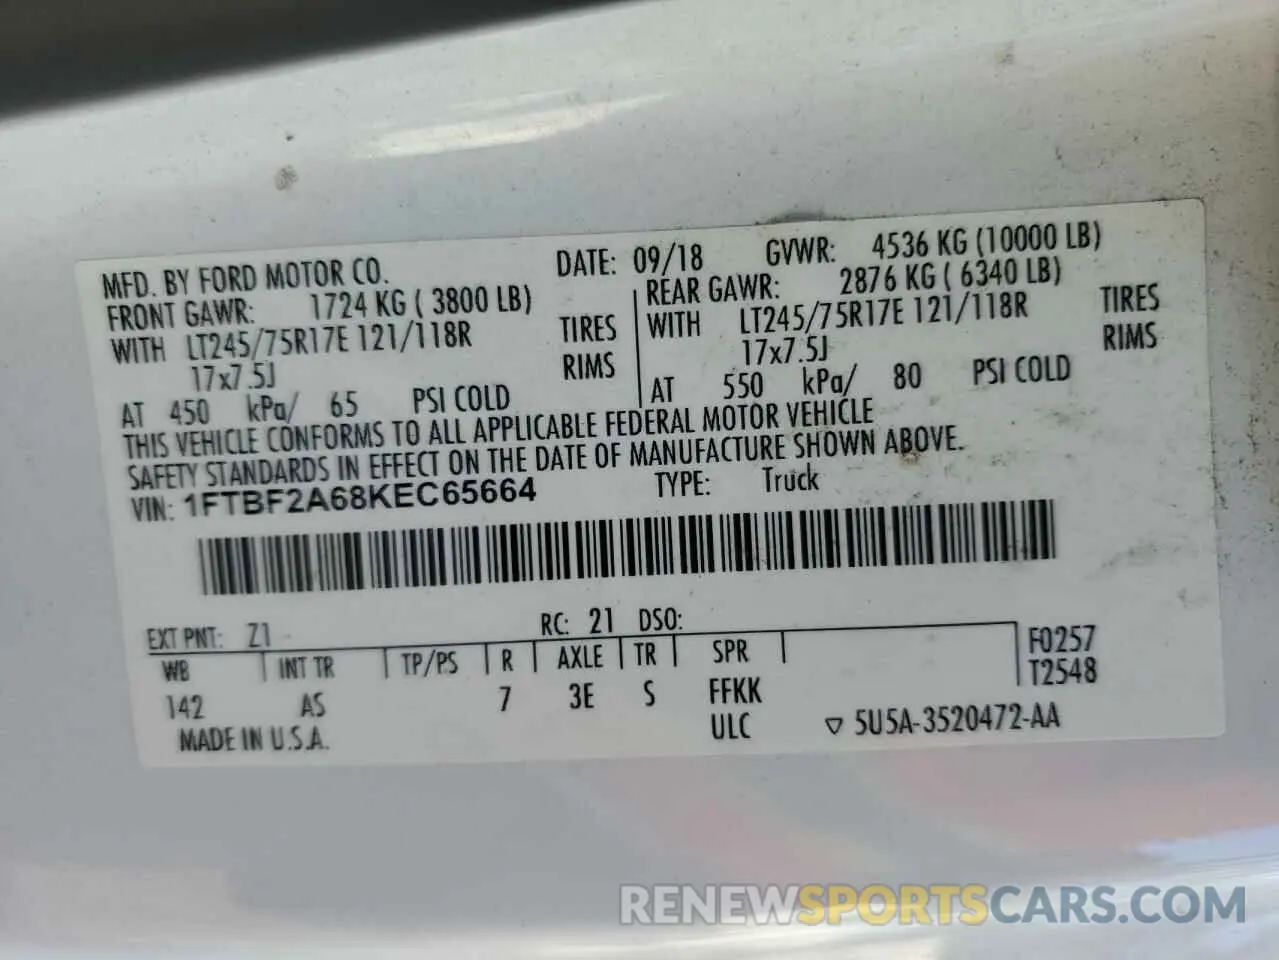 MFD. BY FORD MOTOR CO. DATE: 09/18 GVWR: 4536 KG (10000 LB)
FRONT GAWR: 1724 KG ( 3800 LB) REAR GAWR: 2876 KG ( 6340 LB)
WITH LT245/75R17E 121/118R TIRES WITH LT245/75R17E 121/118R TIRES
17x7.5J RIMS 17x7.5J RIMS
AT 450 kPa/ 65 PSI COLD AT 550 kPa/ 80 PSI COLD
THIS VEHICLE CONFORMS TO ALL APPLICABLE FEDERAL MOTOR VEHICLE
SAFETY STANDARDS IN EFFECT ON THE DATE OF MANUFACTURE SHOWN ABOVE.
VIN: 1FTBF2A68KEC65664 TYPE: Truck
EXT PNT: Z1 RC: 21 DSO:
WB INT TR TP/PS R AXLE TR SPR F0257
142 AS 7 3E S FFKK T2548
MADE IN U.S.A. ULC ▽ 5U5A-3520472-AA
RENEWSPORTSCARS.COM